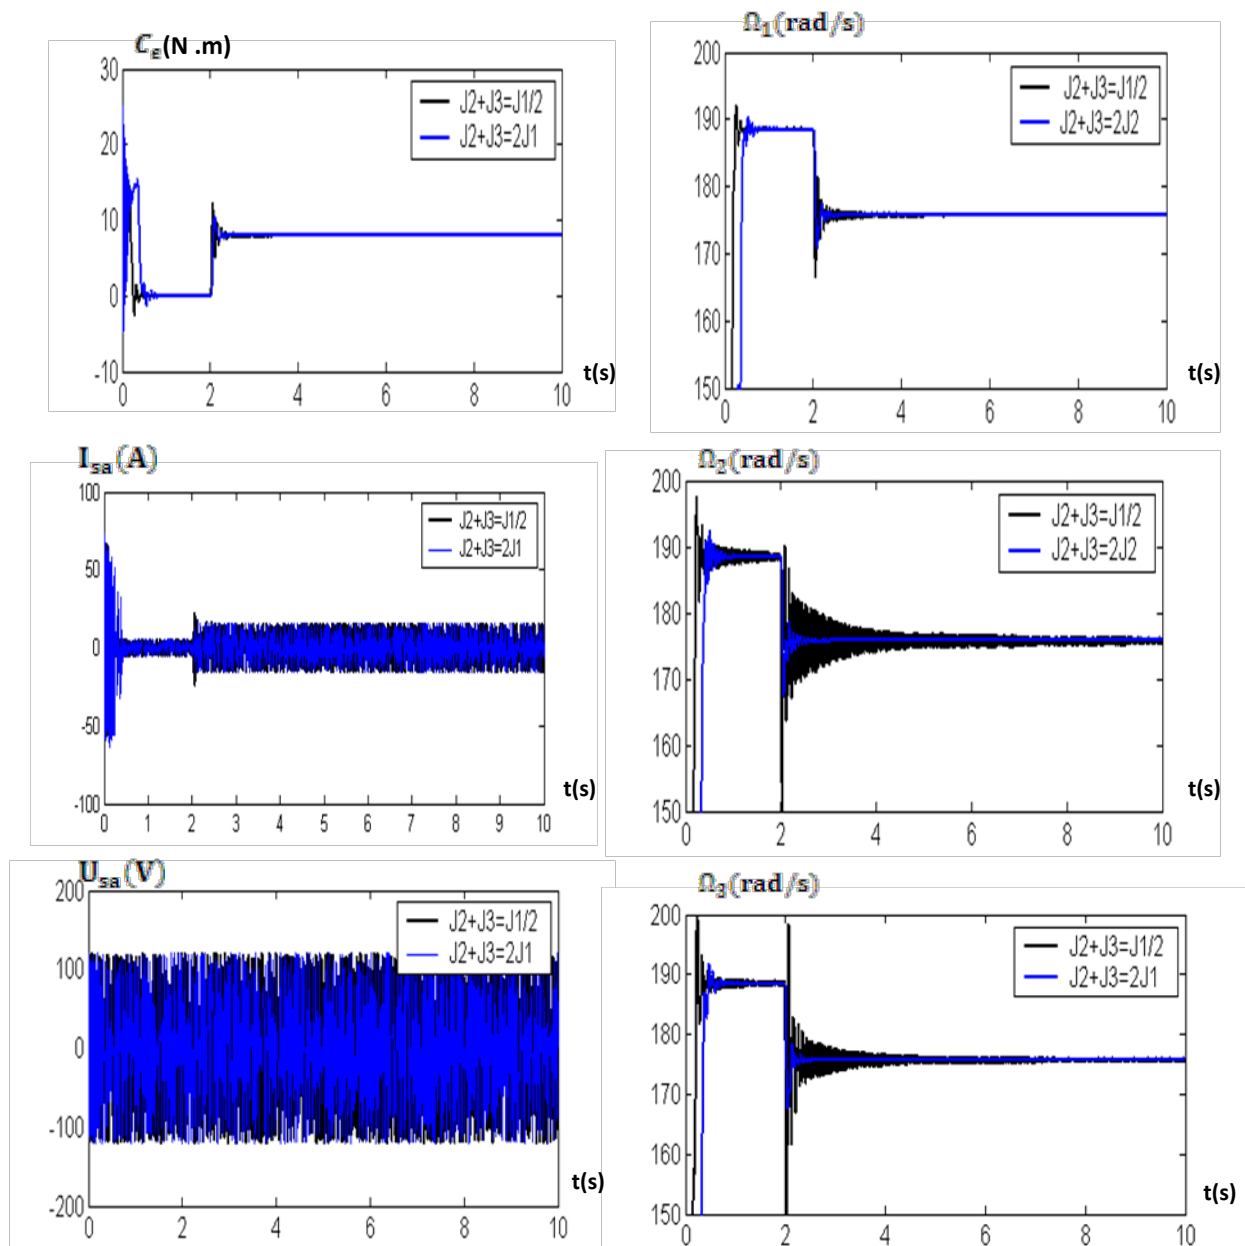 Cₑ(N .m)
30
20
10
0
-10
0 2 4 6 8 10
t(s)
J2+J3=J1/2
J2+J3=2J1
Ω₁(rad/s)
200
190
180
170
160
150
0 2 4 6 8 10
t(s)
J2+J3=J1/2
J2+J3=2J2
Iₛₐ(A)
100
50
0
-50
-100
0 1 2 3 4 5 6 7 8 9 10
t(s)
J2+J3=J1/2
J2+J3=2J1
Ω₂(rad/s)
200
190
180
170
160
150
0 2 4 6 8 10
t(s)
J2+J3=J1/2
J2+J3=2J2
Uₛₐ(V)
200
100
0
-100
-200
0 2 4 6 8 10
t(s)
J2+J3=J1/2
J2+J3=2J1
Ω₃(rad/s)
200
190
180
170
160
150
0 2 4 6 8 10
t(s)
J2+J3=J1/2
J2+J3=2J1